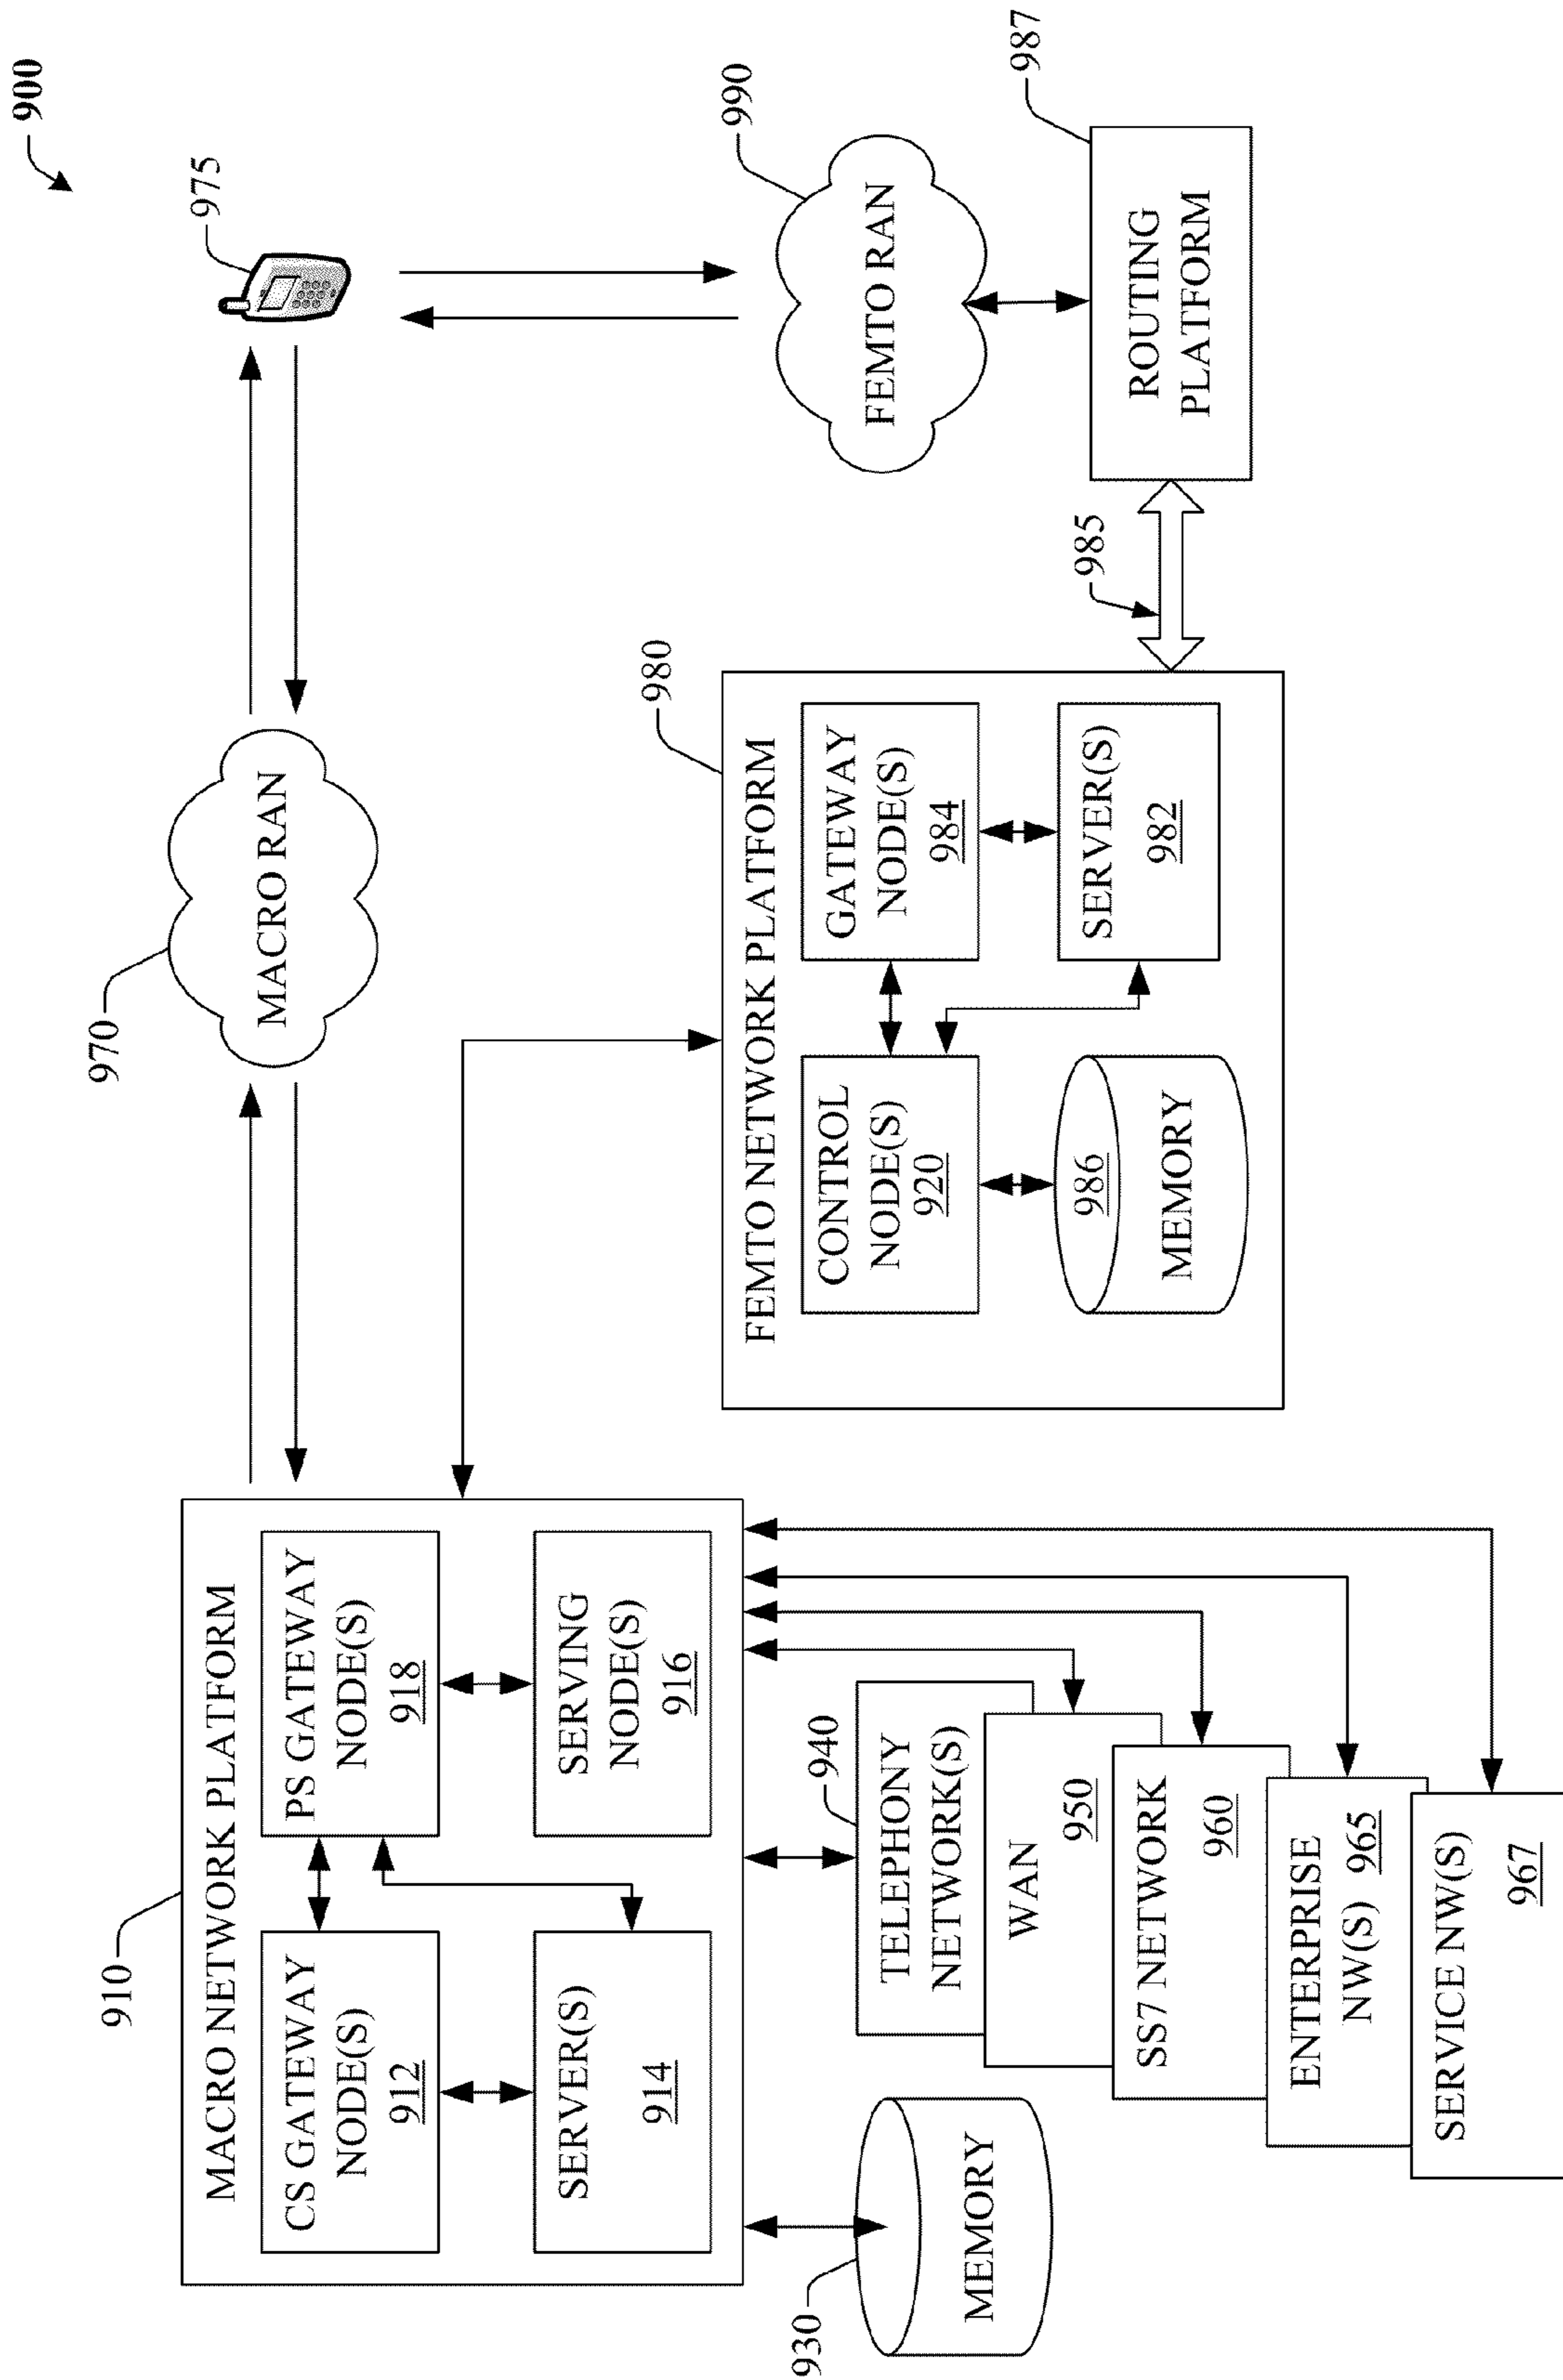 900
975
970
MACRO RAN
910
MACRO NETWORK PLATFORM
CS GATEWAY
NODE(S)
912
PS GATEWAY
NODE(S)
918
SERVER(S)
914
SERVING
NODE(S)
916
930
MEMORY
940
TELEPHONY
NETWORK(S)
WAN
950
SS7 NETWORK
960
ENTERPRISE
NW(S) 965
SERVICE NW(S)
967
980
FEMTO NETWORK PLATFORM
CONTROL
NODE(S)
920
GATEWAY
NODE(S)
984
986
MEMORY
SERVER(S)
982
985
990
FEMTO RAN
987
ROUTING
PLATFORM